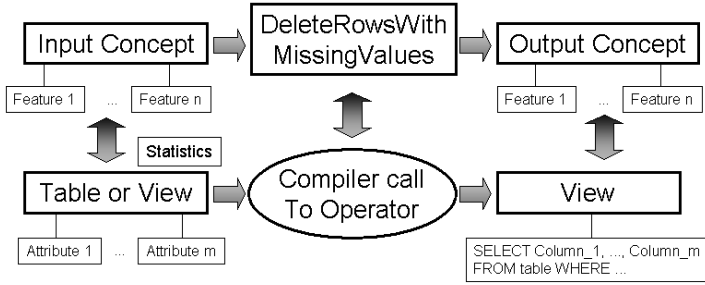 Input Concept
DeleteRowsWith
MissingValues
Output Concept
Feature 1 ... Feature n
Feature 1 ... Feature n
Statistics
Table or View
Compiler call
To Operator
View
Attribute 1 ... Attribute m
SELECT Column_1, ..., Column_m
FROM table WHERE ...